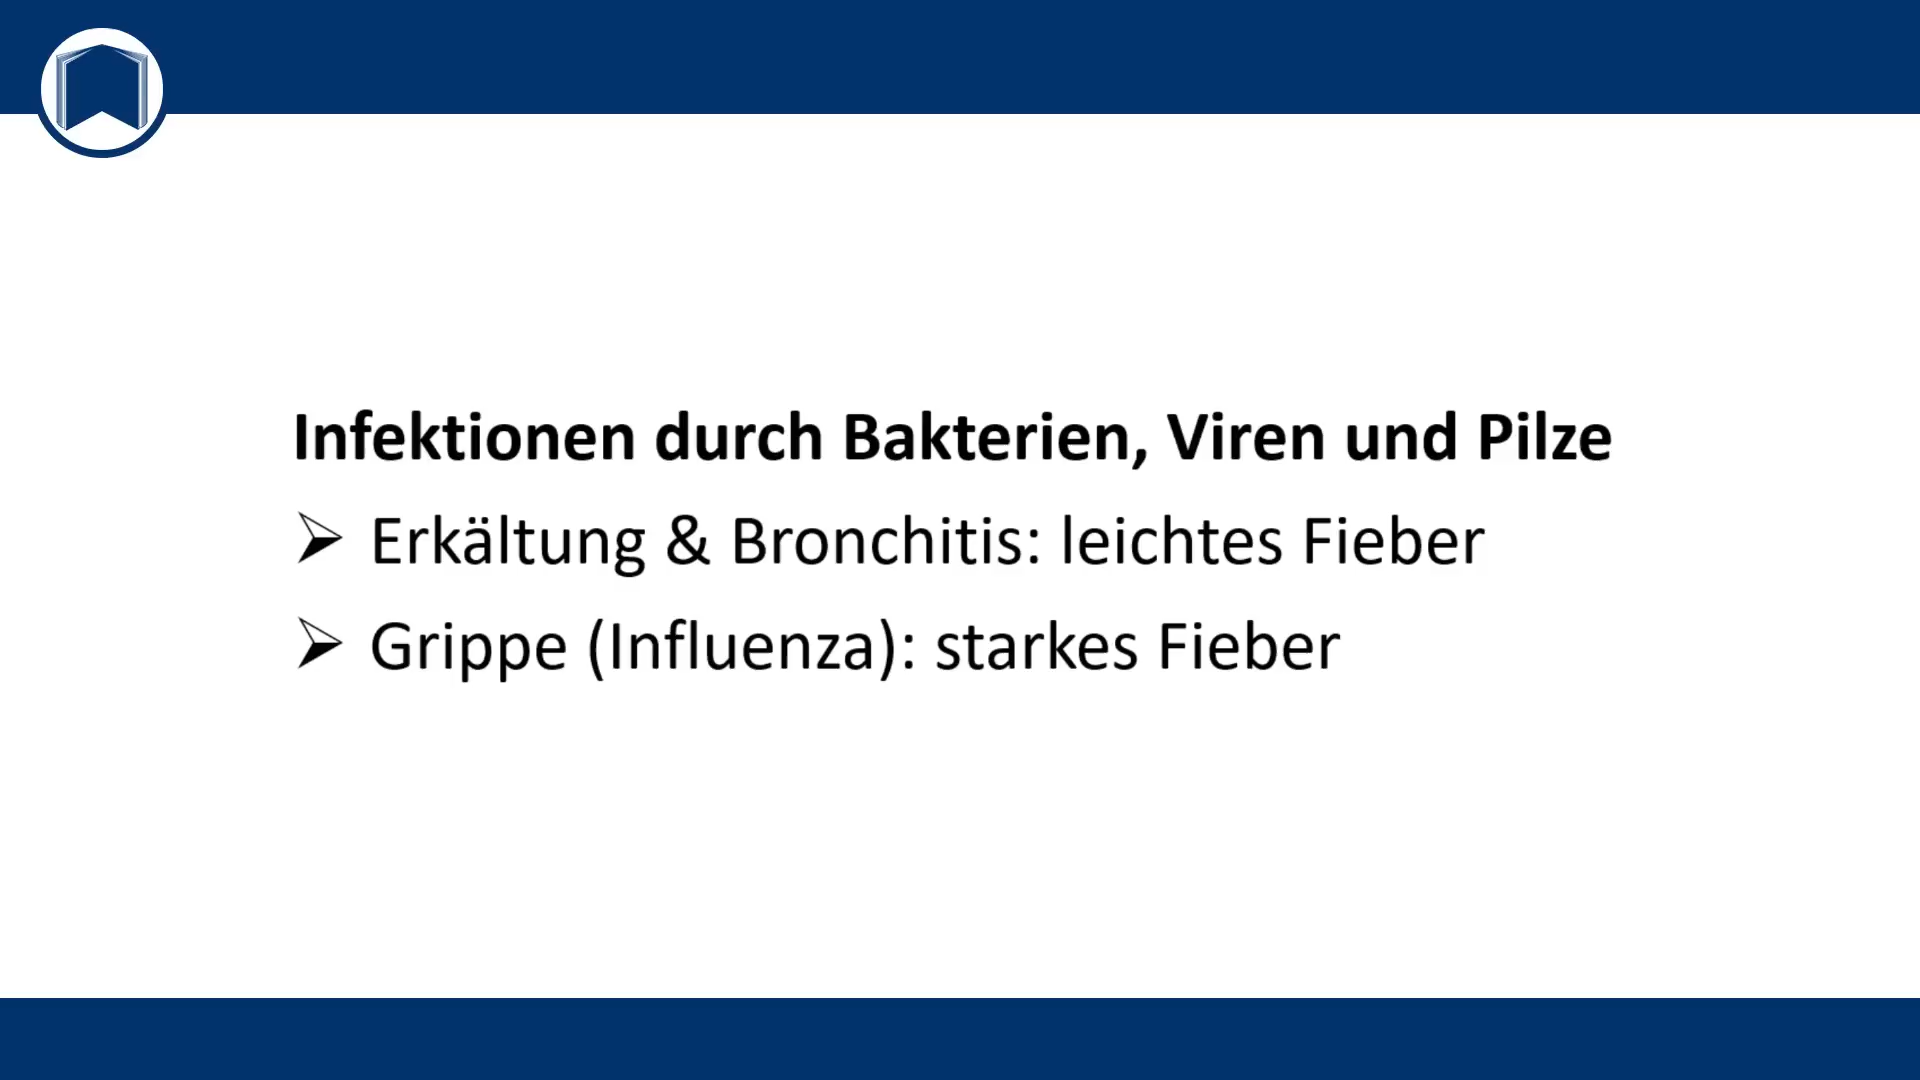 Infektionen durch Bakterien, Viren und Pilze
➢ Erkältung & Bronchitis: leichtes Fieber
➢ Grippe (Influenza): starkes Fieber